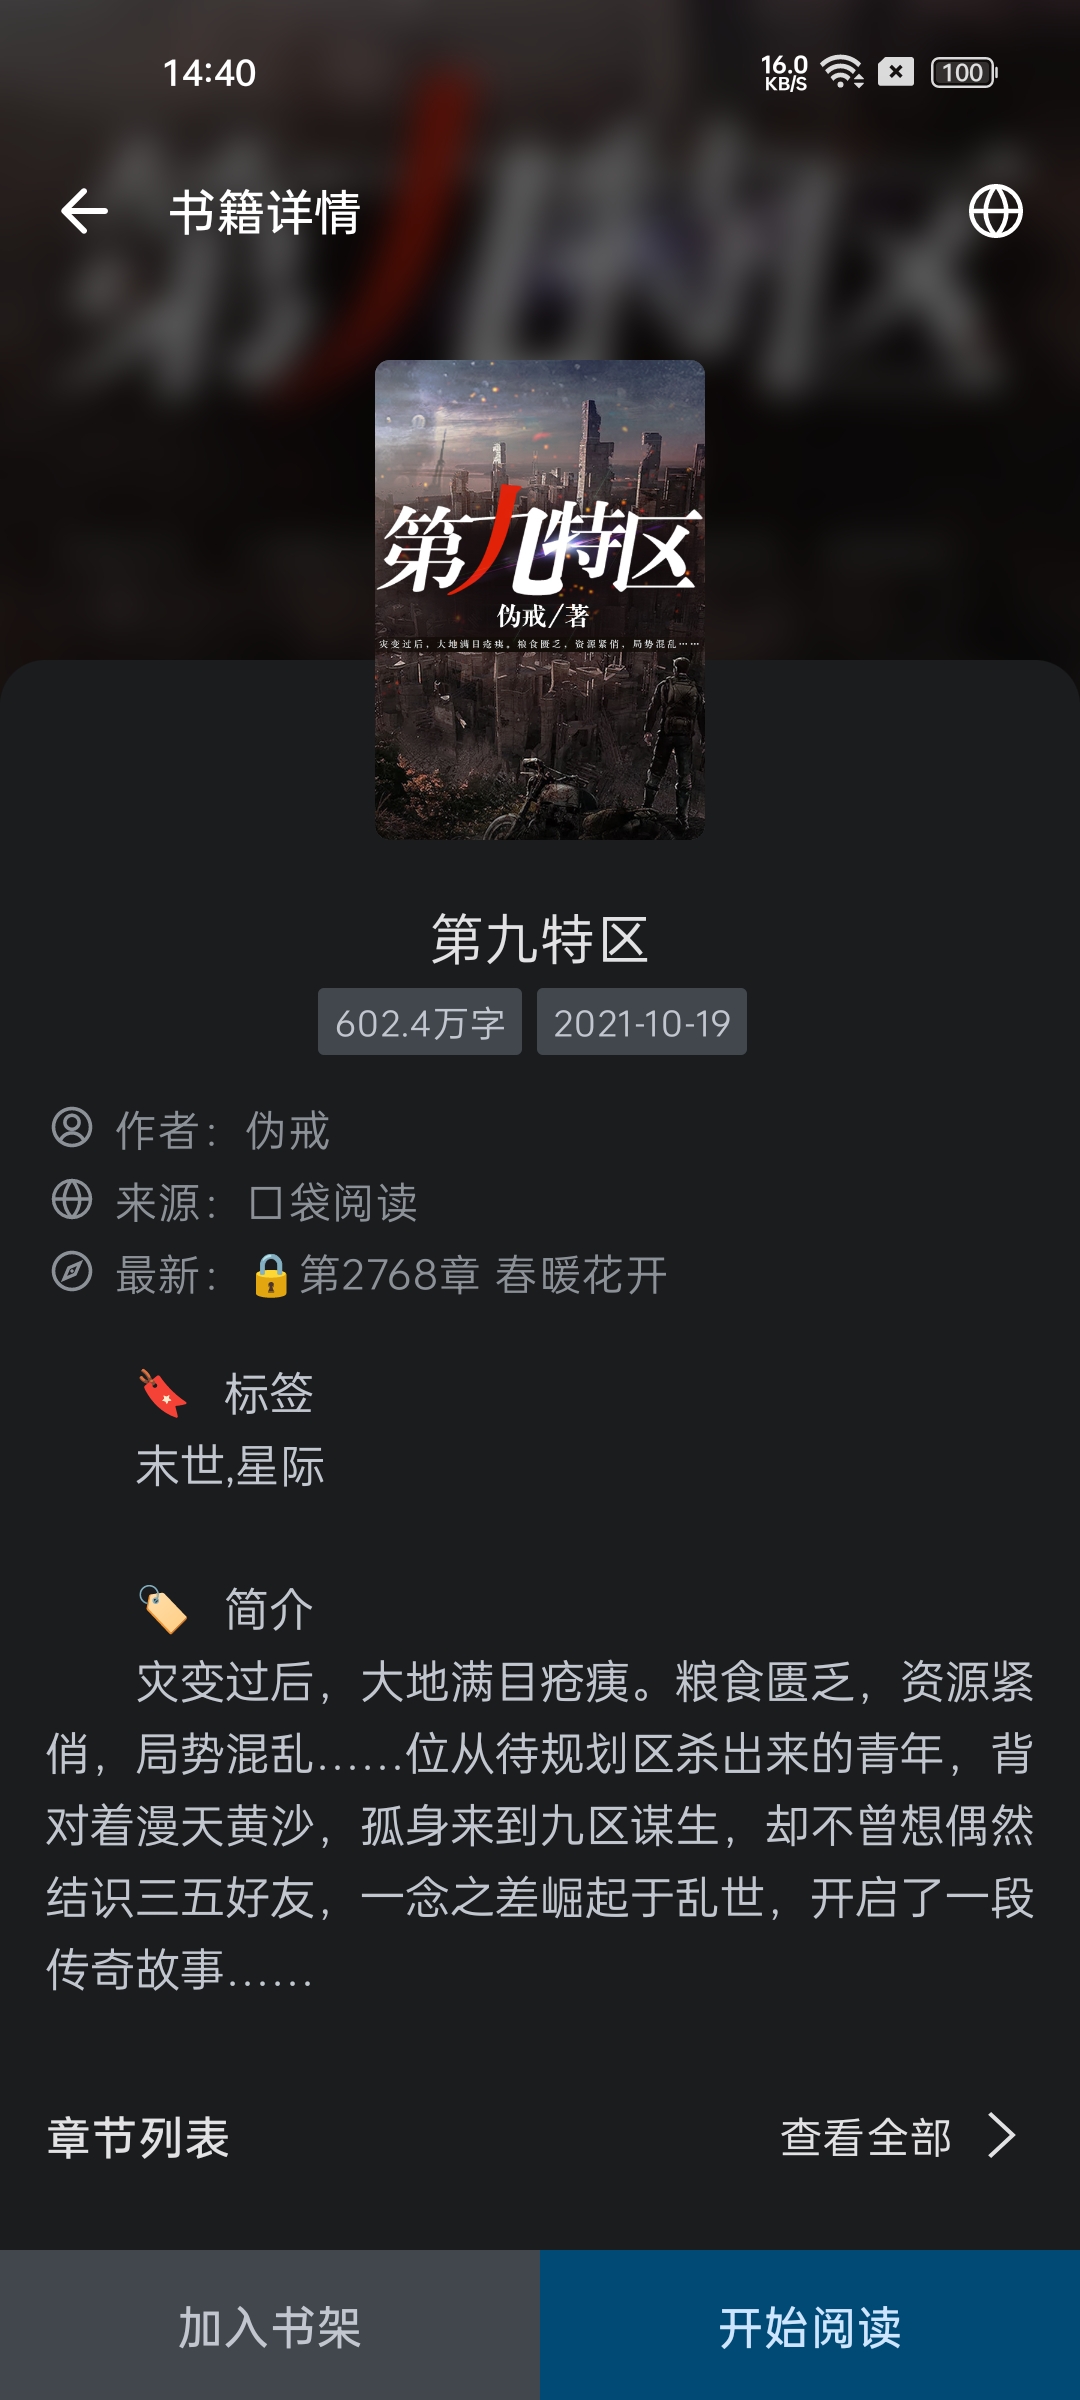 14:40
16.0
KB/S
100
书籍详情
第九特区
伪戒/著
灾变过后，大地满目疮痍。粮食匮乏，资源紧俏，局势混乱……
第九特区
602.4万字 2021-10-19
作者：伪戒
来源：口袋阅读
最新：🔒第2768章 春暖花开
🔖 标签
末世,星际
🏷️ 简介
灾变过后，大地满目疮痍。粮食匮乏，资源紧
俏，局势混乱……位从待规划区杀出来的青年，背
对着漫天黄沙，孤身来到九区谋生，却不曾想偶然
结识三五好友，一念之差崛起于乱世，开启了一段
传奇故事……
章节列表 查看全部
加入书架 开始阅读